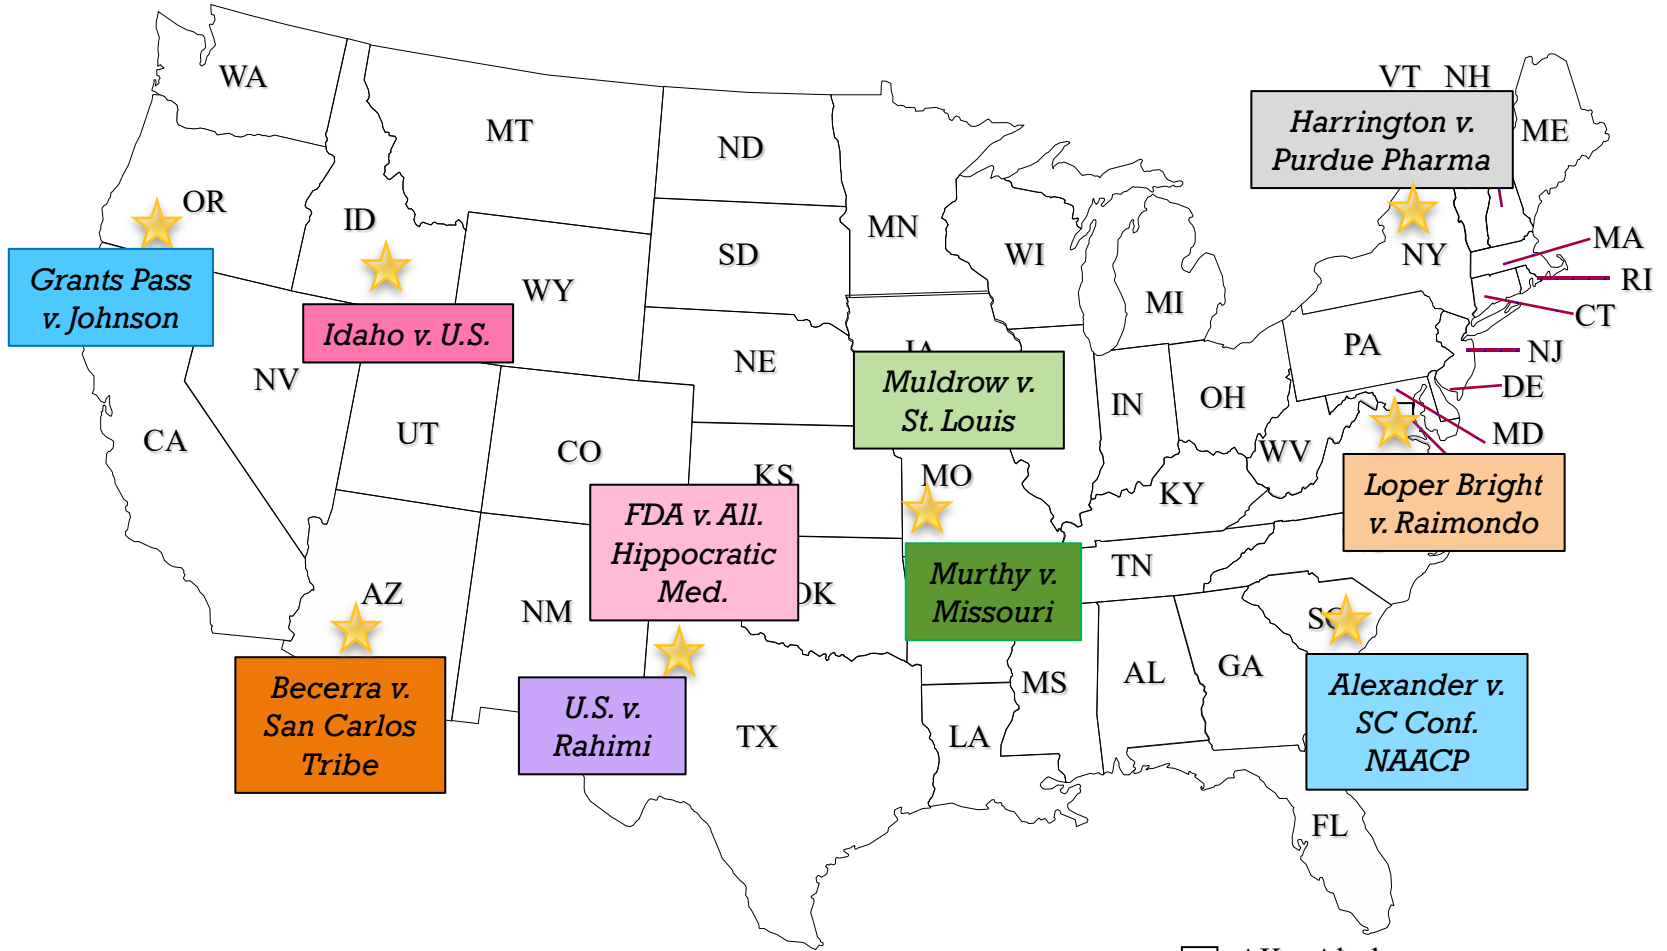 WA
MT
ND
VT NH
Harrington v.
Purdue Pharma
ME
OR
ID
MN
SD
WI
NY
MA
RI
MI
CT
WY
Grants Pass
v. Johnson
Idaho v. U.S.
NE
IA
PA
NJ
DE
NV
Muldrow v.
St. Louis
IN
OH
MD
CA
UT
CO
WV
KS
MO
KY
Loper Bright
v. Raimondo
FDA v. All.
Hippocratic
Med.
TN
Murthy v.
Missouri
AZ
NM
OK
SC
MS
AL
GA
Becerra v.
San Carlos
Tribe
U.S. v.
Rahimi
TX
LA
Alexander v.
SC Conf.
NAACP
FL